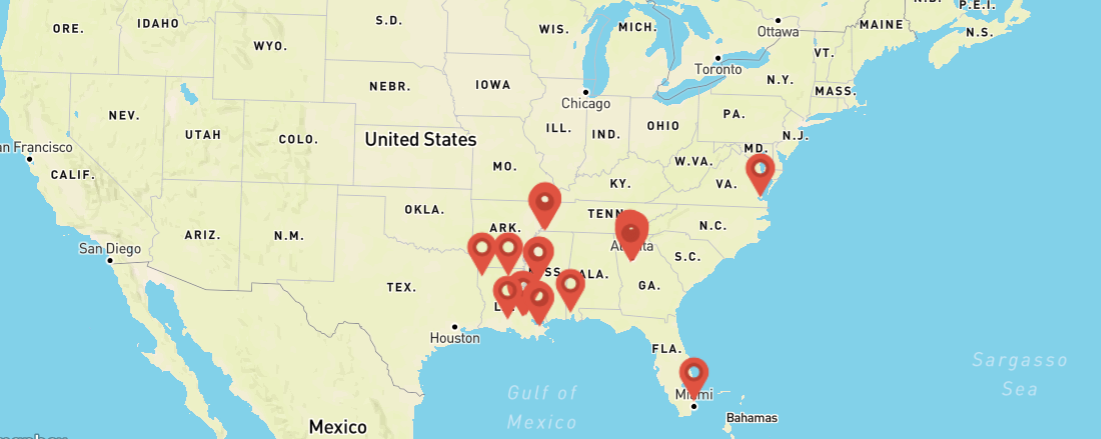 P.E.I.
ORE.
IDAHO
S.D.
WIS.
MICH.
Ottawa
MAINE
N.S.
WYO.
VT.
Toronto
NEBR.
IOWA
N.Y.
MASS.
NEV.
Chicago
PA.
UTAH
COLO.
United States
ILL.
IND.
OHIO
N.J.
an Francisco
MD.
CALIF.
MO.
W.VA.
KY.
VA.
OKLA.
TENN
ARIZ.
N.M.
ARK.
N.C.
San Diego
Atlanta
S.C.
TEX.
MISS.
ALA.
GA.
Houston
FLA.
Sargasso
Sea
Gulf of
Mexico
Miami
Bahamas
Mexico